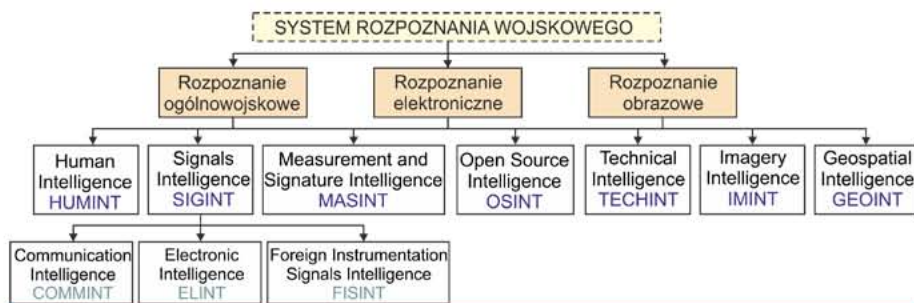 SYSTEM ROZPOZNANIA WOJSKOWEGO
Rozpoznanie
ogólnowojskowe
Rozpoznanie
elektroniczne
Rozpoznanie
obrazowe
Human
Intelligence
HUMINT
Signals
Intelligence
SIGINT
Measurement and
Signature Intelligence
MASINT
Open Source
Intelligence
OSINT
Technical
Intelligence
TECHINT
Imagery
Intelligence
IMINT
Geospatial
Intelligence
GEOINT
Communication
Intelligence
COMMINT
Electronic
Intelligence
ELINT
Foreign Instrumentation
Signals Intelligence
FISINT